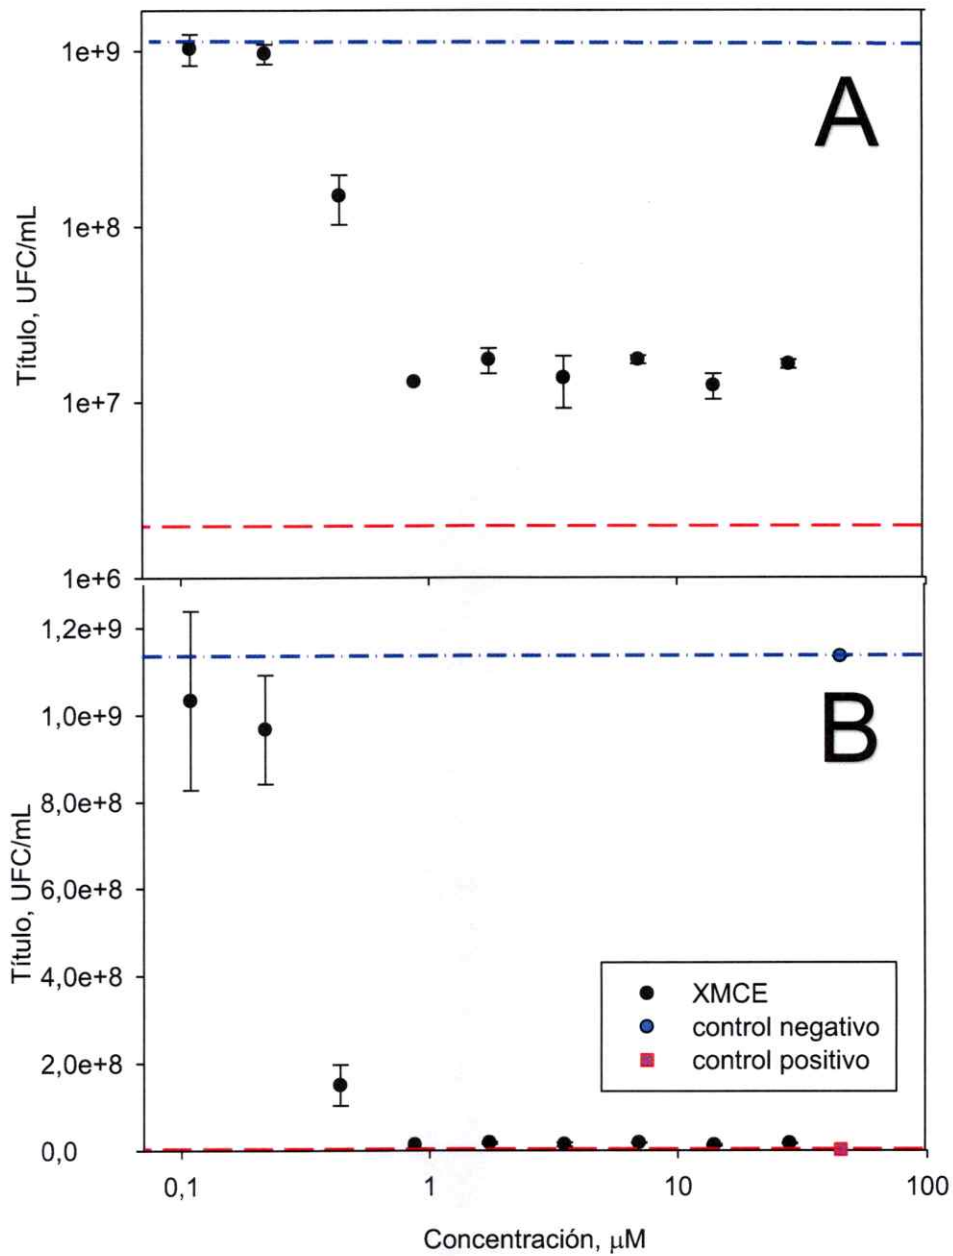 1e+9
A
1e+8
Título, UFC/mL
1e+7
1e+6
1,2e+9
B
1,0e+9
8,0e+8
Título, UFC/mL
6,0e+8
4,0e+8
XMCE
control negativo
control positivo
2,0e+8
0,0
0,1 1 10 100
Concentración, μM